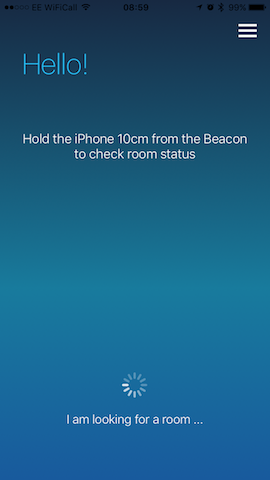 EE WiFiCall 08:59 99%
Hello!
Hold the iPhone 10cm from the Beacon
to check room status
I am looking for a room ...